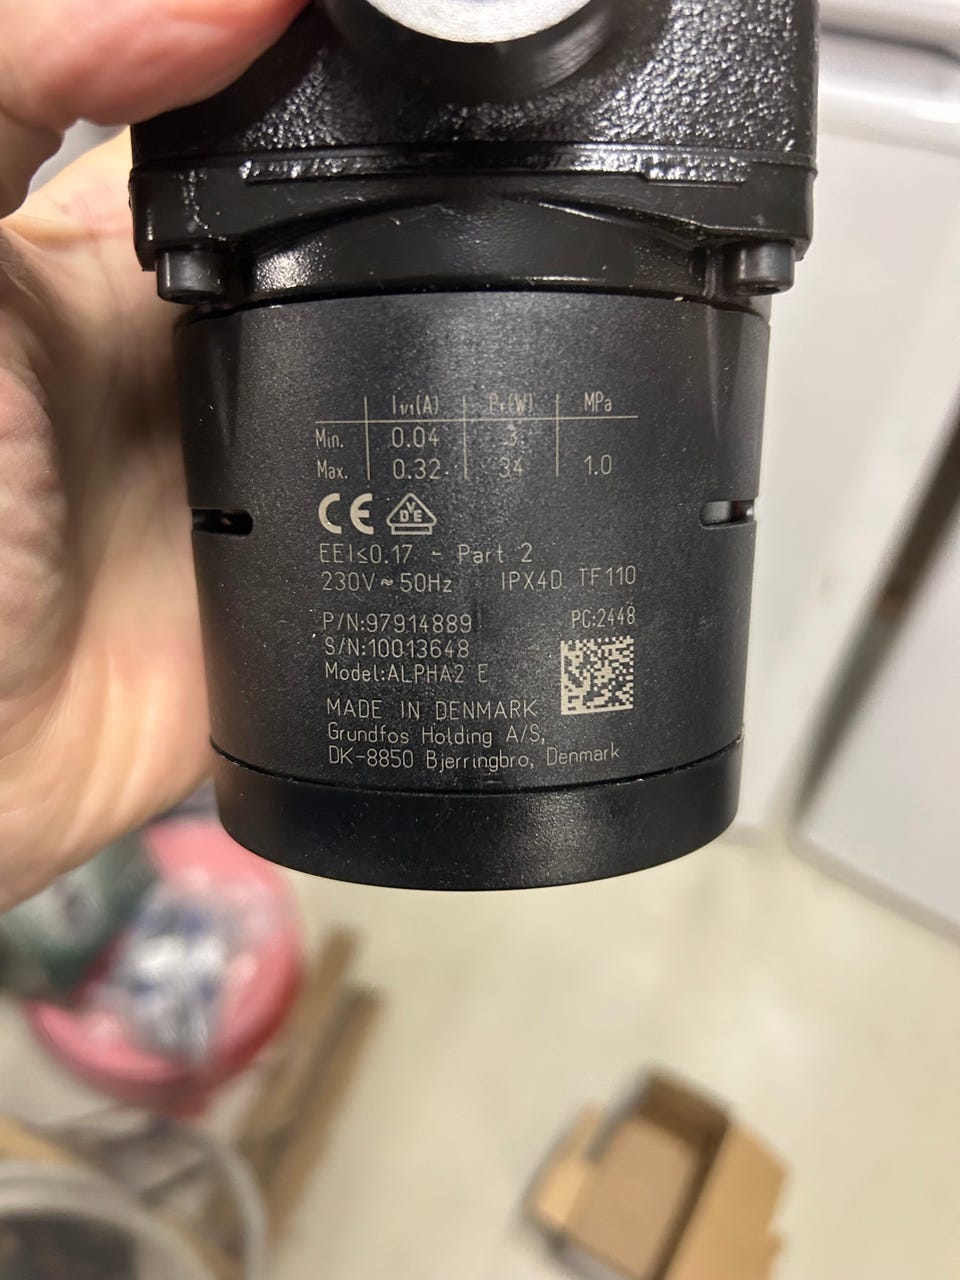 I₁/₁(A) P₁(W) MPa
Min. 0.04 3
Max. 0.32 34 1.0
CE VDE
EEI≤0.17 - Part 2
230V ~ 50Hz IPX4D TF110
P/N:97914889 PC:2448
S/N:10013648
Model:ALPHA2 E
MADE IN DENMARK
Grundfos Holding A/S,
DK-8850 Bjerringbro, Denmark